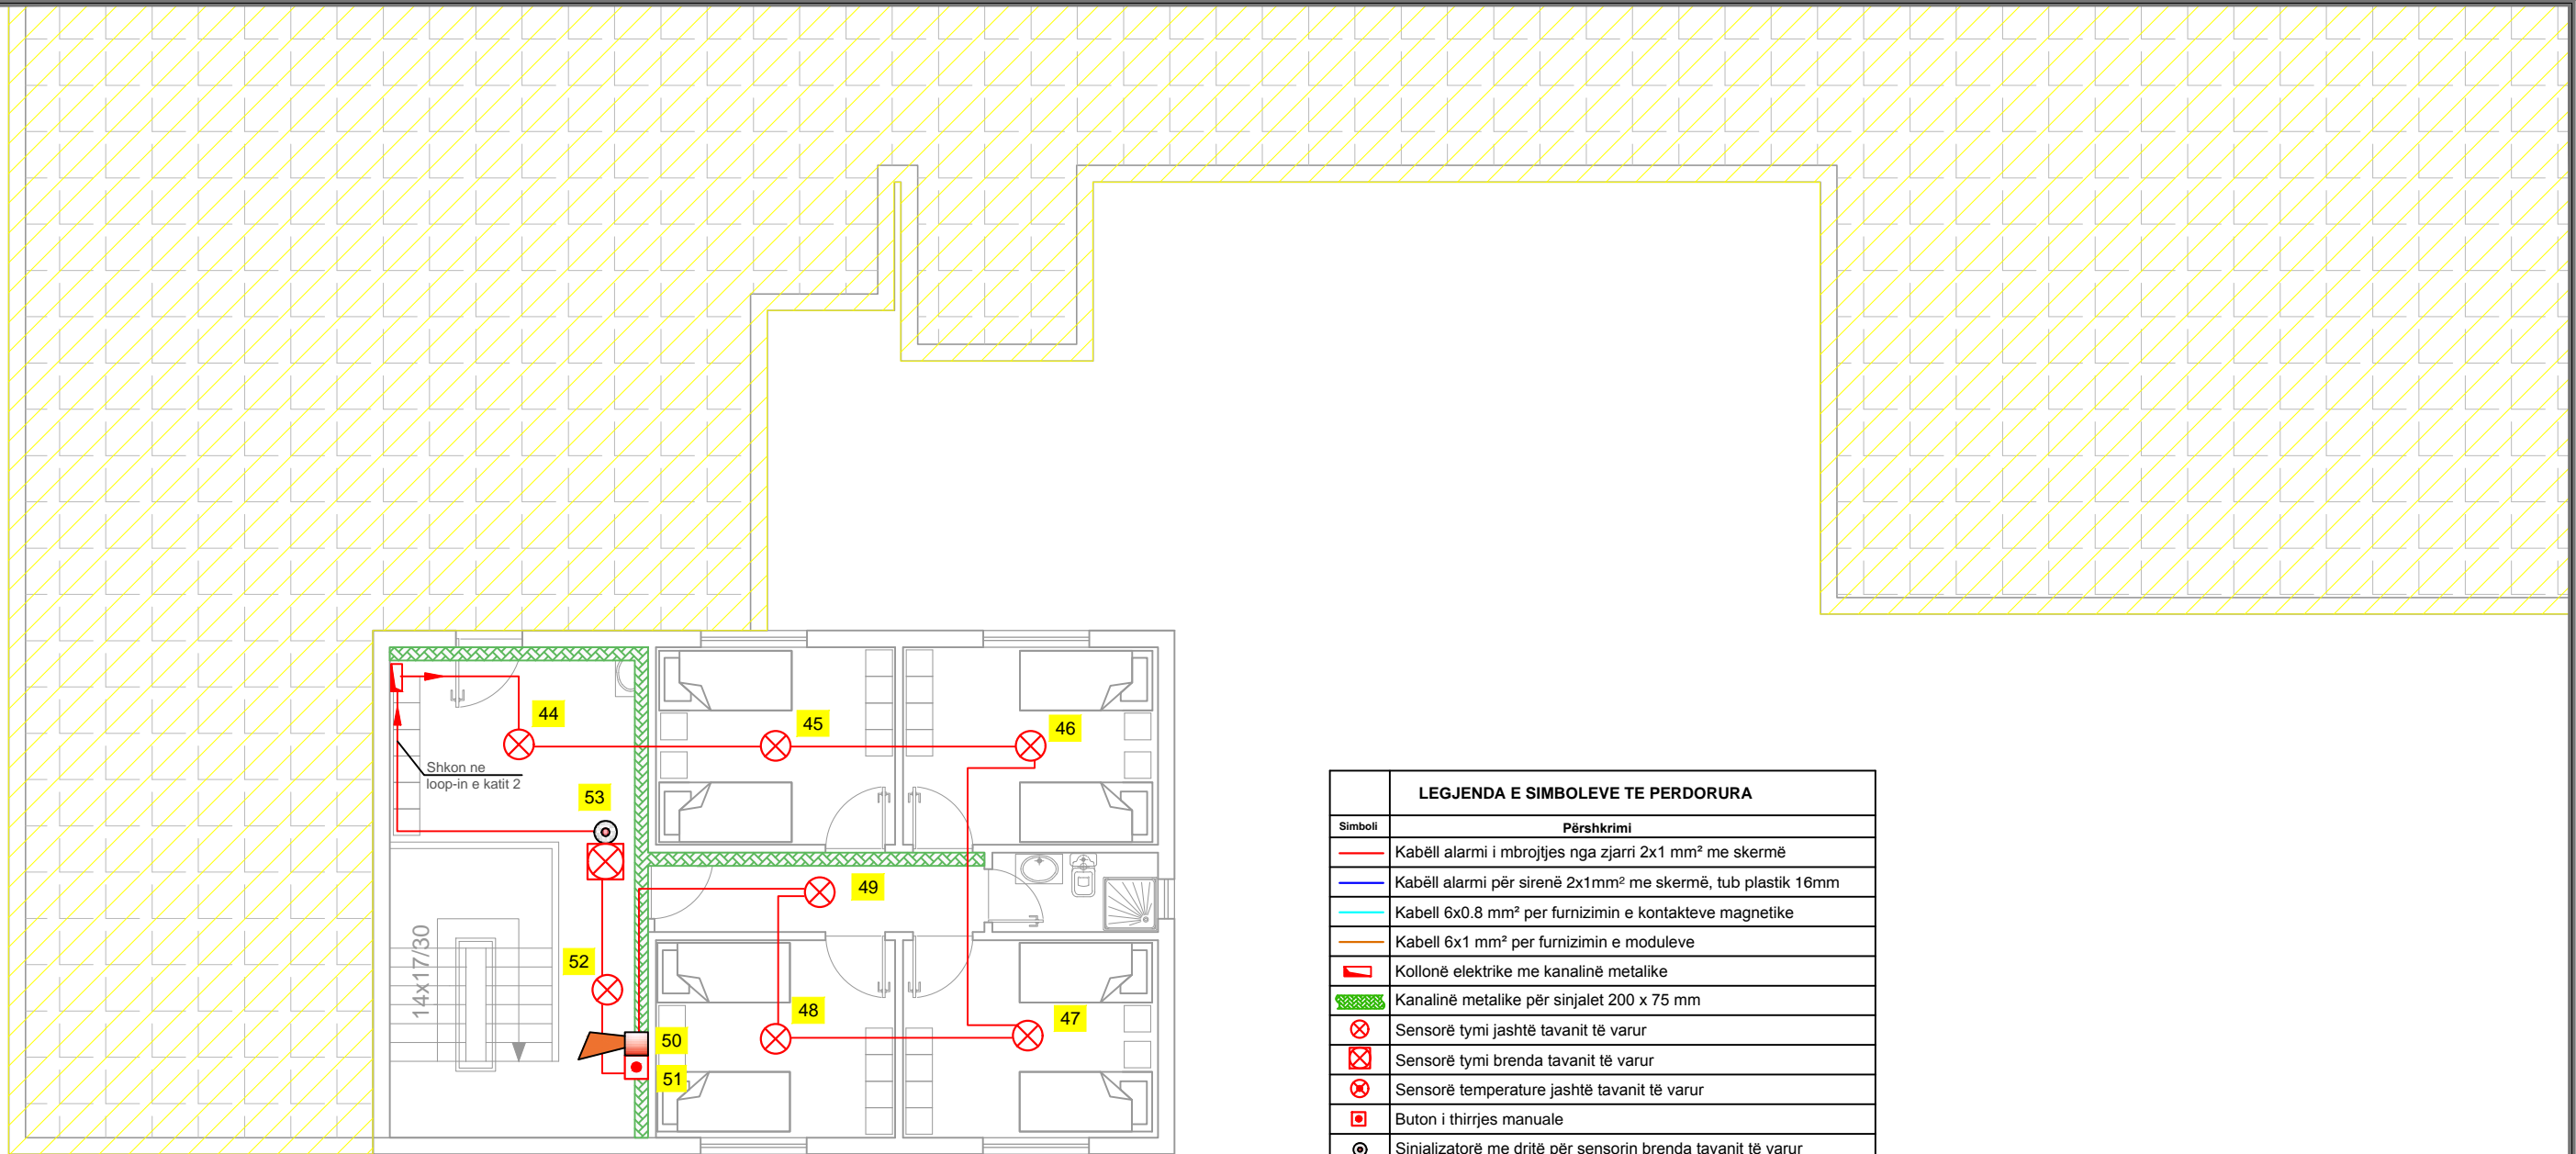 44
45
46
Shkon ne
loop-in e katit 2
53
49
52
14x17/30
48
47
50
51
LEGJENDA E SIMBOLEVE TE PERDORURA
Simboli Përshkrimi
Kabëll alarmi i mbrojtjes nga zjarri 2x1 mm² me skermë
Kabëll alarmi për sirenë 2x1mm² me skermë, tub plastik 16mm
Kabell 6x0.8 mm² per furnizimin e kontakteve magnetike
Kabell 6x1 mm² per furnizimin e moduleve
Kollonë elektrike me kanalinë metalike
Kanalinë metalike për sinjalet 200 x 75 mm
Sensorë tymi jashtë tavanit të varur
Sensorë tymi brenda tavanit të varur
Sensorë temperature jashtë tavanit të varur
Buton i thirrjes manuale
Sinjalizatorë me dritë për sensorin brenda tavanit të varur